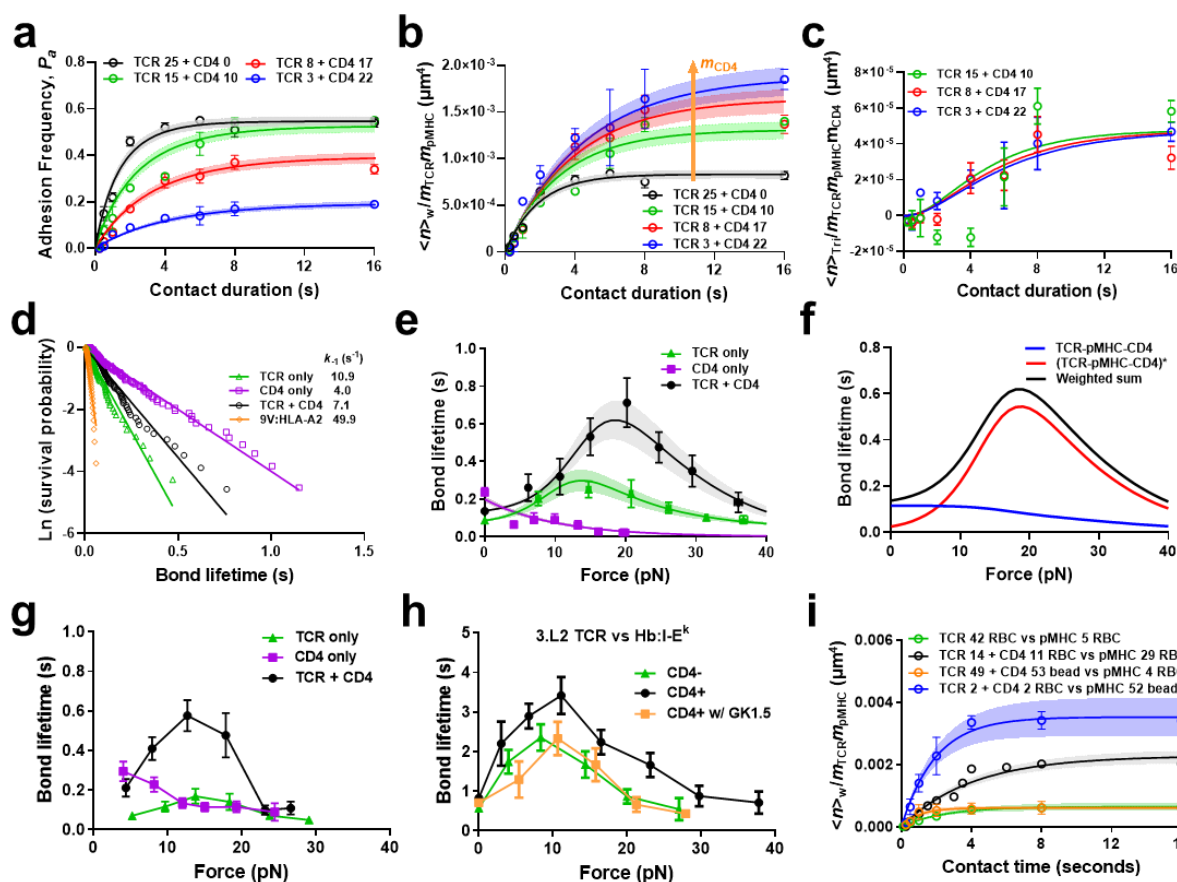 a
Adhesion Frequency, Pa
0.8
0.6
0.4
0.2
0.0
TCR 25 + CD4 0
TCR 8 + CD4 17
TCR 15 + CD4 10
TCR 3 + CD4 22
0 4 8 12 16
Contact duration (s)
b
<n>w/mTCRmpMHC (µm⁴)
2.0×10⁻³
1.5×10⁻³
1.0×10⁻³
5.0×10⁻⁴
0
mCD4
TCR 25 + CD4 0
TCR 15 + CD4 10
TCR 8 + CD4 17
TCR 3 + CD4 22
0 4 8 12 16
Contact duration (s)
c
<n>Tri/mTCRmpMHCmCD4 (µm⁴)
8×10⁻⁵
6×10⁻⁵
4×10⁻⁵
2×10⁻⁵
0
-2×10⁻⁵
TCR 15 + CD4 10
TCR 8 + CD4 17
TCR 3 + CD4 22
0 4 8 12 16
Contact duration (s)
d
Ln (survival probability)
0
-2
-4
-6
k-1 (s⁻¹)
TCR only 10.9
CD4 only 4.0
TCR + CD4 7.1
9V:HLA-A2 49.9
0.0 0.5 1.0 1.5
Bond lifetime (s)
e
Bond lifetime (s)
1.0
0.8
0.6
0.4
0.2
0.0
TCR only
CD4 only
TCR + CD4
0 10 20 30 40
Force (pN)
f
Bond lifetime (s)
0.8
0.6
0.4
0.2
0.0
TCR-pMHC-CD4
(TCR-pMHC-CD4)*
Weighted sum
0 10 20 30 40
Force (pN)
g
Bond lifetime (s)
1.0
0.8
0.6
0.4
0.2
0.0
TCR only
CD4 only
TCR + CD4
0 10 20 30 40
Force (pN)
h
3.L2 TCR vs Hb:I-Eᵏ
Bond lifetime (s)
5
4
3
2
1
0
CD4-
CD4+
CD4+ w/ GK1.5
0 10 20 30 40
Force (pN)
i
<n>w/mTCRmpMHC (µm⁴)
0.006
0.004
0.002
0.000
TCR 42 RBC vs pMHC 5 RBC
TCR 14 + CD4 11 RBC vs pMHC 29 RB
TCR 49 + CD4 53 bead vs pMHC 4 RB
TCR 2 + CD4 2 RBC vs pMHC 52 bead
0 4 8 12 16
Contact time (seconds)